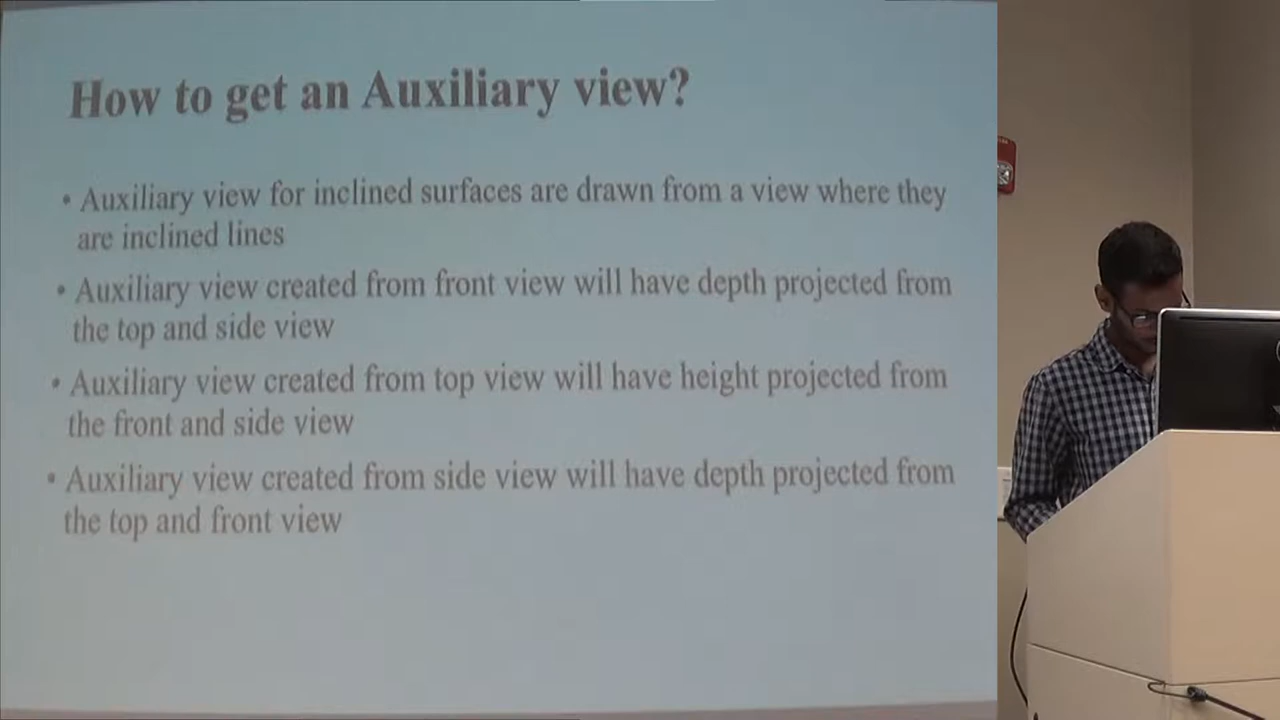 How to get an Auxiliary view?
• Auxiliary view for inclined surfaces are drawn from a view where they
are inclined lines
• Auxiliary view created from front view will have depth projected from
the top and side view
• Auxiliary view created from top view will have height projected from
the front and side view
• Auxiliary view created from side view will have depth projected from
the top and front view